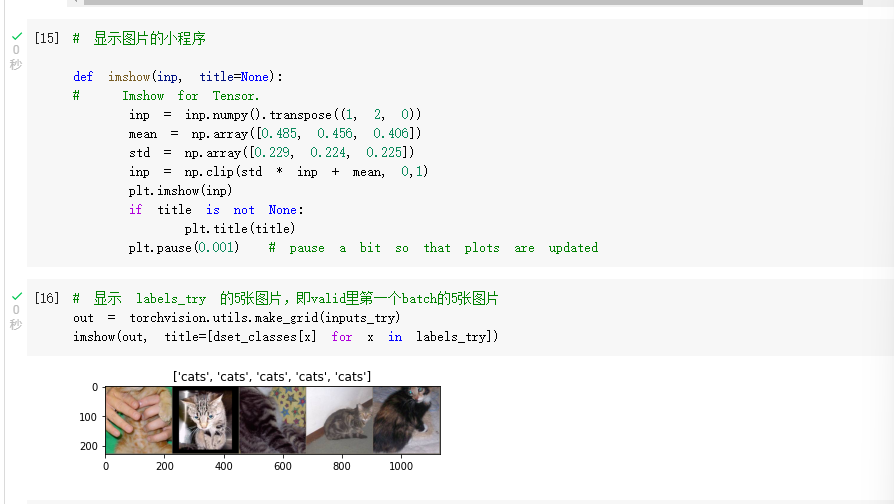 [15] # 显示图片的小程序
0
秒
def imshow(inp, title=None):
# Imshow for Tensor.
inp = inp.numpy().transpose((1, 2, 0))
mean = np.array([0.485, 0.456, 0.406])
std = np.array([0.229, 0.224, 0.225])
inp = np.clip(std * inp + mean, 0,1)
plt.imshow(inp)
if title is not None:
plt.title(title)
plt.pause(0.001) # pause a bit so that plots are updated
[16] # 显示 labels_try 的5张图片，即valid里第一个batch的5张图片
0
秒
out = torchvision.utils.make_grid(inputs_try)
imshow(out, title=[dset_classes[x] for x in labels_try])
['cats', 'cats', 'cats', 'cats', 'cats']
0
100
200
0 200 400 600 800 1000